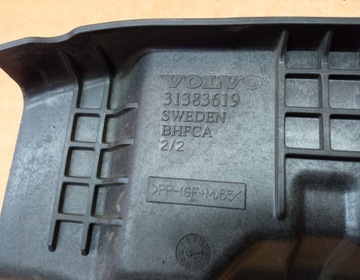 VOLVO
31383619
SWEDEN
BHFCA
2/2
>PP-(GF+M)65<